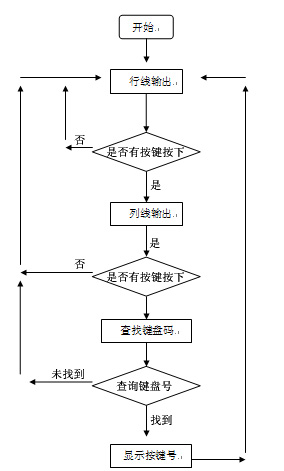 开始
行线输出
否
是否有按键按下
是
列线输出
是
否
是否有按键按下
查找键盘码
未找到
查询键盘号
找到
显示按键号